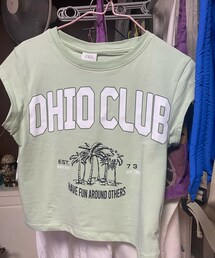 OHIO CLUB
EST.
73
HAVE FUN AROUND OTHERS